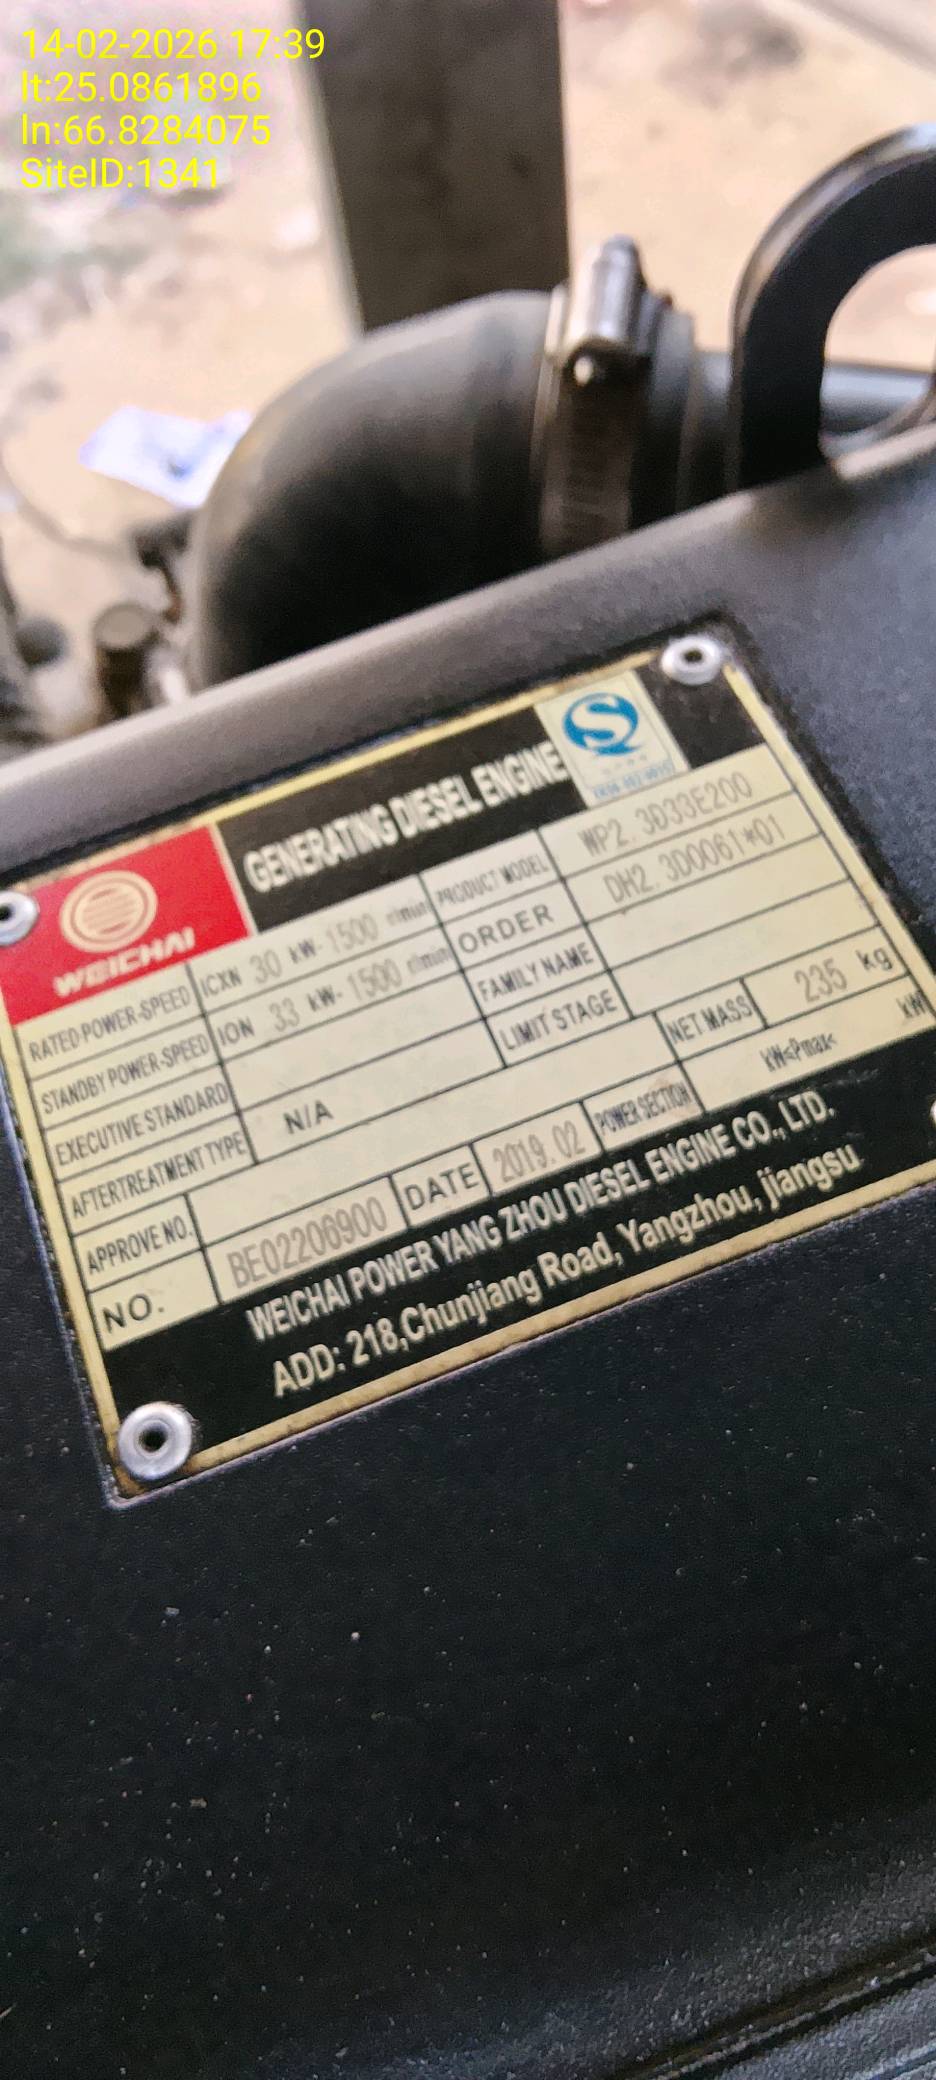 14-02-2026 17:39
lt:25.0861896
ln:66.8284075
SiteID:1341
WEICHAI
GENERATING DIESEL ENGINE
RATED POWER-SPEED ICXN 30 kW- 1500 r/min PRODUCT MODEL WP2.3D33E200
STANDBY POWER-SPEED ION 33 kW- 1500 r/min ORDER DH2.3D0061*01
EXECUTIVE STANDARD FAMILY NAME
AFTERTREATMENT TYPE N/A LIMIT STAGE
APPROVE NO. NET MASS 235 kg
NO. BE02206900 DATE 2019.02 POWER SECTION kW≤Pmax< kW
WEICHAI POWER YANG ZHOU DIESEL ENGINE CO., LTD.
ADD: 218,Chunjiang Road, Yangzhou, jiangsu